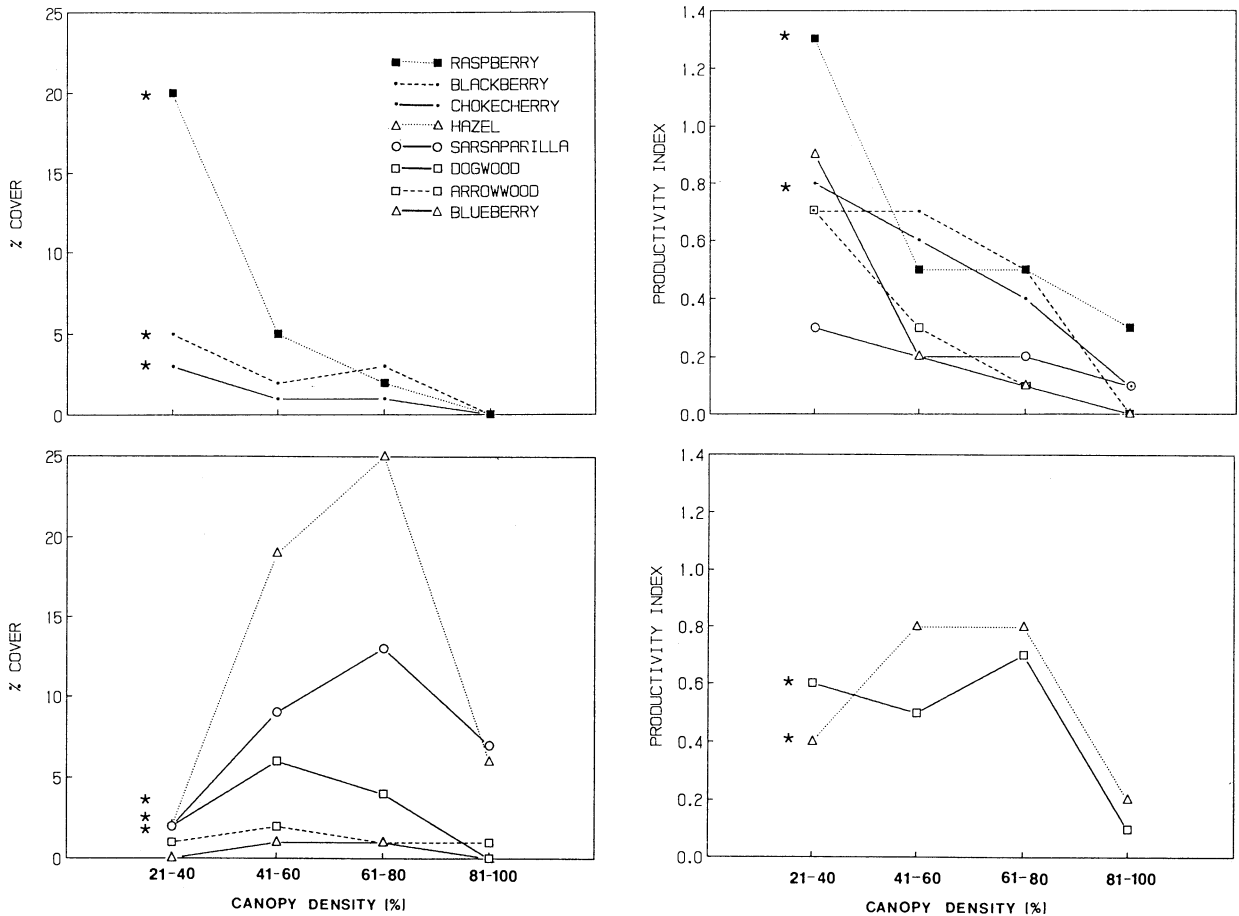 25
20
15
10
5
0
% COVER
*
*
*
RASPBERRY
BLACKBERRY
CHOKECHERRY
HAZEL
SARSAPARILLA
DOGWOOD
ARROWWOOD
BLUEBERRY
1.4
1.2
1.0
0.8
0.6
0.4
0.2
0.0
PRODUCTIVITY INDEX
*
*
25
20
15
10
5
0
% COVER
*
*
*
21-40 41-60 61-80 81-100
CANOPY DENSITY (%)
1.4
1.2
1.0
0.8
0.6
0.4
0.2
0.0
PRODUCTIVITY INDEX
*
*
21-40 41-60 61-80 81-100
CANOPY DENSITY (%)